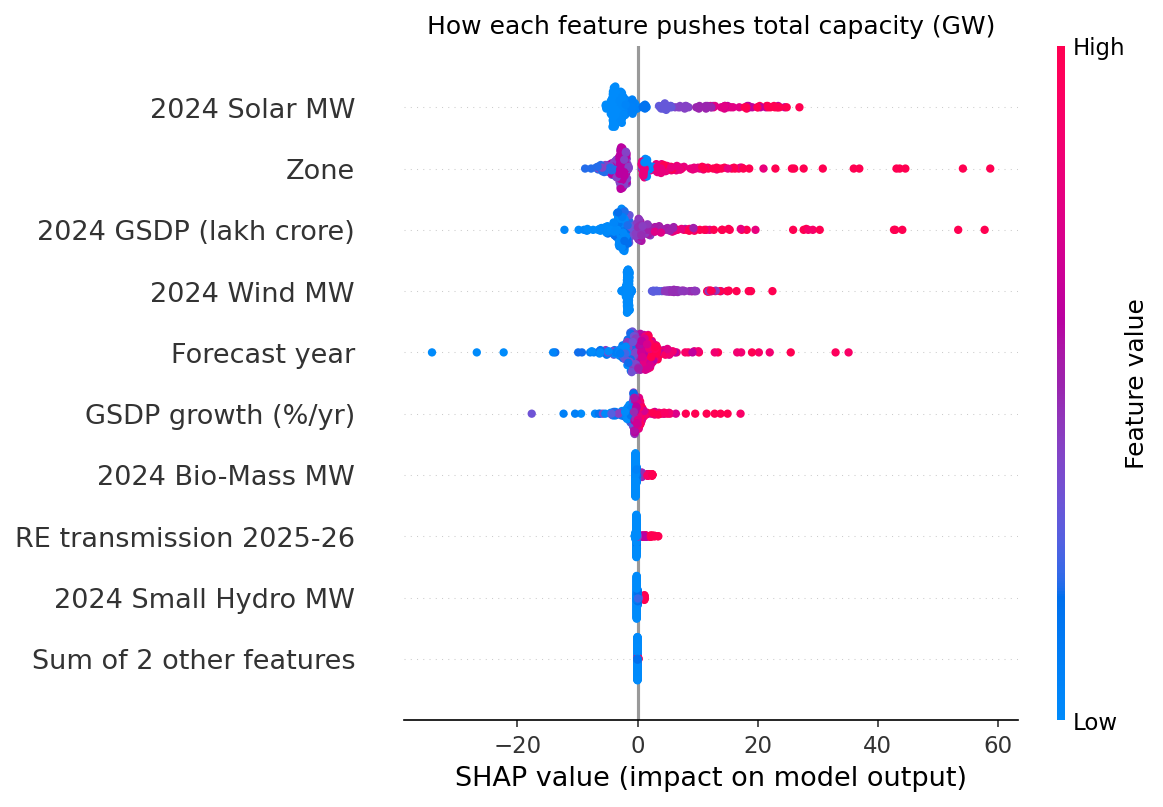 How each feature pushes total capacity (GW)
High
2024 Solar MW
Zone
2024 GSDP (lakh crore)
2024 Wind MW
Forecast year
GSDP growth (%/yr)
2024 Bio-Mass MW
RE transmission 2025-26
2024 Small Hydro MW
Sum of 2 other features
Feature value
Low
−20 0 20 40 60
SHAP value (impact on model output)